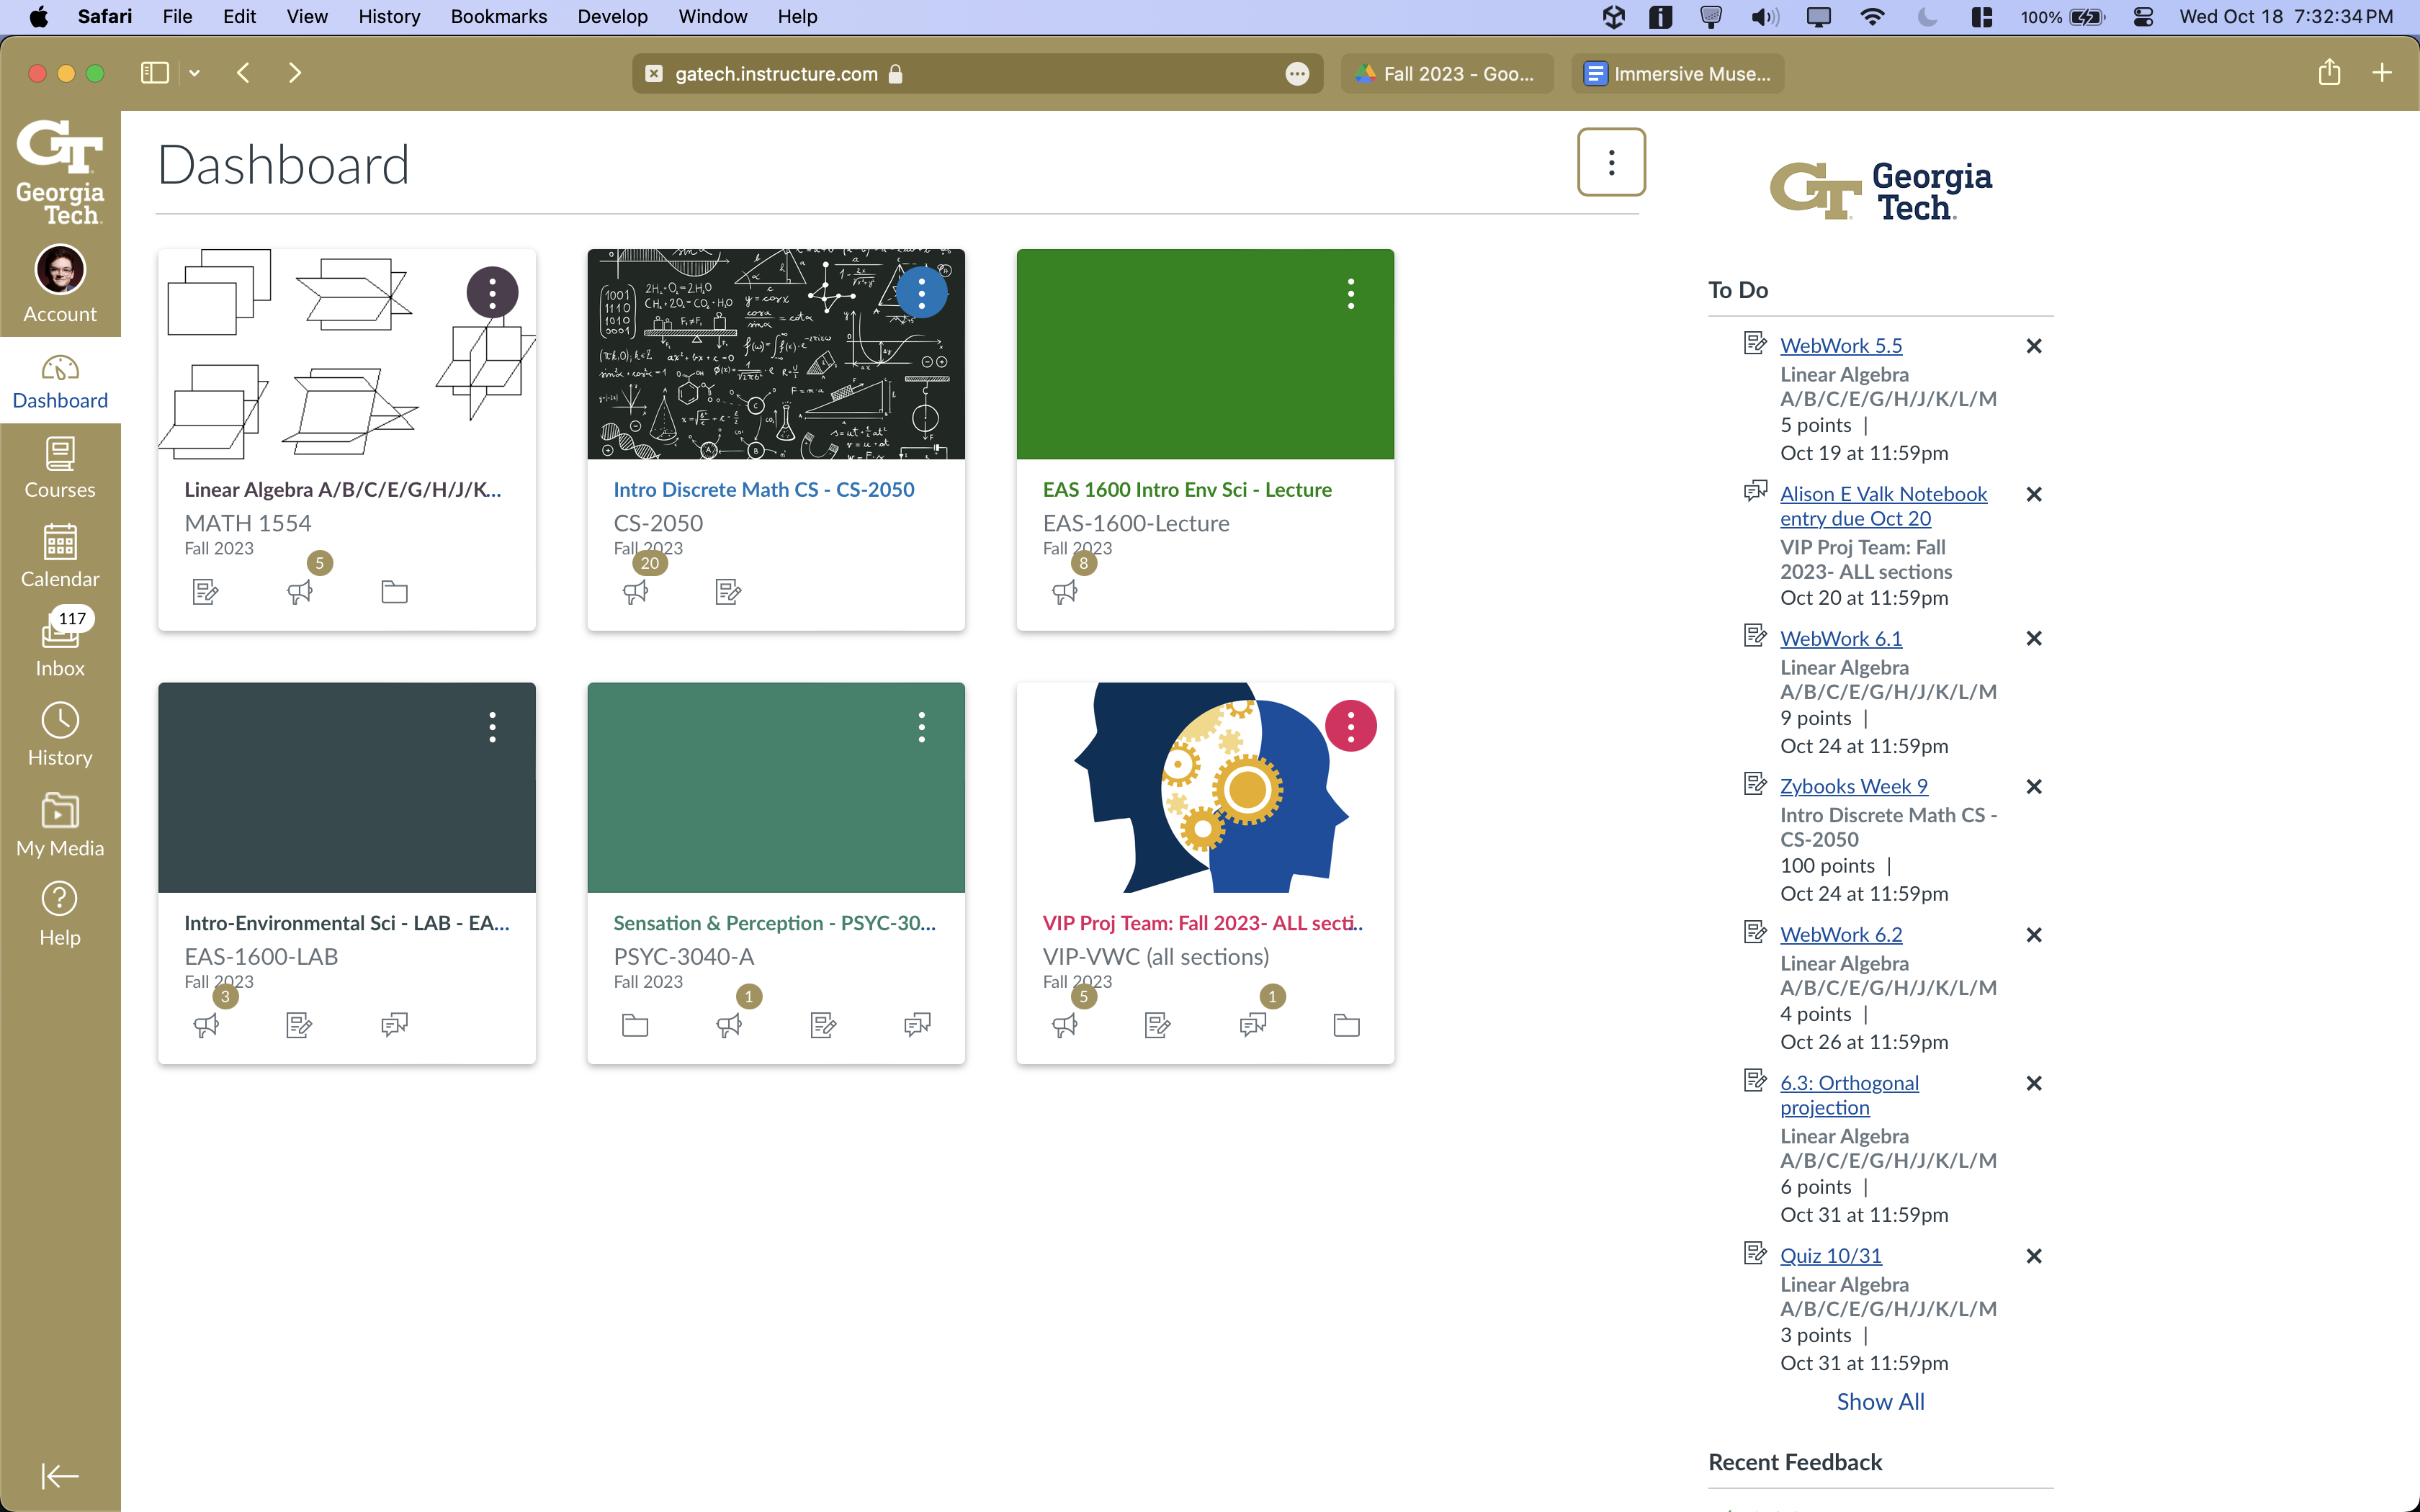 Safari File Edit View History Bookmarks Develop Window Help 100% Wed Oct 18 7:32:34 PM
gatech.instructure.com Fall 2023 - Goo... Immersive Muse...
GT
Georgia
Tech.
Account
Dashboard
Courses
Calendar
117
Inbox
History
My Media
Help
Dashboard
Linear Algebra A/B/C/E/G/H/J/K...
MATH 1554
Fall 2023
5
Intro Discrete Math CS - CS-2050
CS-2050
Fall 2023
20
EAS 1600 Intro Env Sci - Lecture
EAS-1600-Lecture
Fall 2023
8
Intro-Environmental Sci - LAB - EA...
EAS-1600-LAB
Fall 2023
3
Sensation & Perception - PSYC-30...
PSYC-3040-A
Fall 2023
1
VIP Proj Team: Fall 2023- ALL secti...
VIP-VWC (all sections)
Fall 2023
5 1
GT Georgia
Tech.
To Do
WebWork 5.5
Linear Algebra
A/B/C/E/G/H/J/K/L/M
5 points |
Oct 19 at 11:59pm
Alison E Valk Notebook
entry due Oct 20
VIP Proj Team: Fall
2023- ALL sections
Oct 20 at 11:59pm
WebWork 6.1
Linear Algebra
A/B/C/E/G/H/J/K/L/M
9 points |
Oct 24 at 11:59pm
Zybooks Week 9
Intro Discrete Math CS -
CS-2050
100 points |
Oct 24 at 11:59pm
WebWork 6.2
Linear Algebra
A/B/C/E/G/H/J/K/L/M
4 points |
Oct 26 at 11:59pm
6.3: Orthogonal
projection
Linear Algebra
A/B/C/E/G/H/J/K/L/M
6 points |
Oct 31 at 11:59pm
Quiz 10/31
Linear Algebra
A/B/C/E/G/H/J/K/L/M
3 points |
Oct 31 at 11:59pm
Show All
Recent Feedback